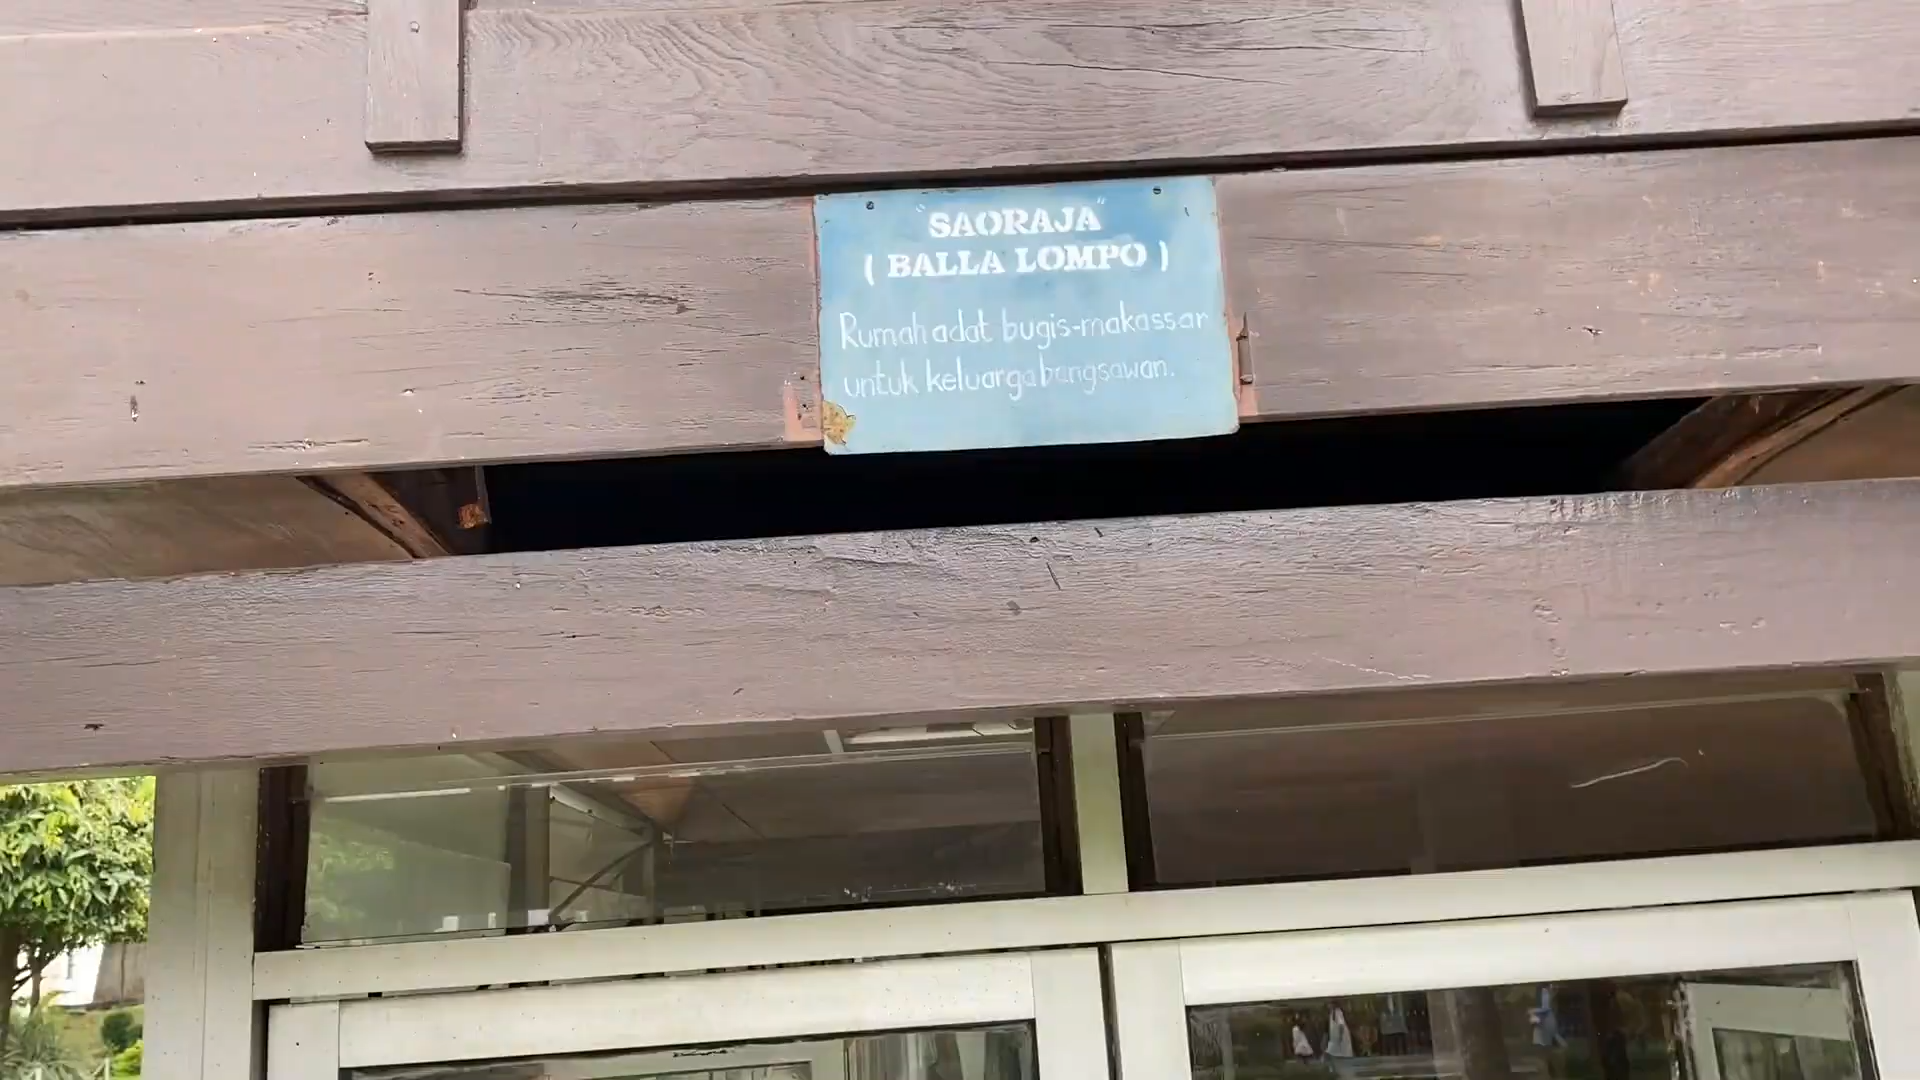 "SAORAJA"
( BALLA LOMPO )
Rumah adat bugis-makassar
untuk keluarga bangsawan.